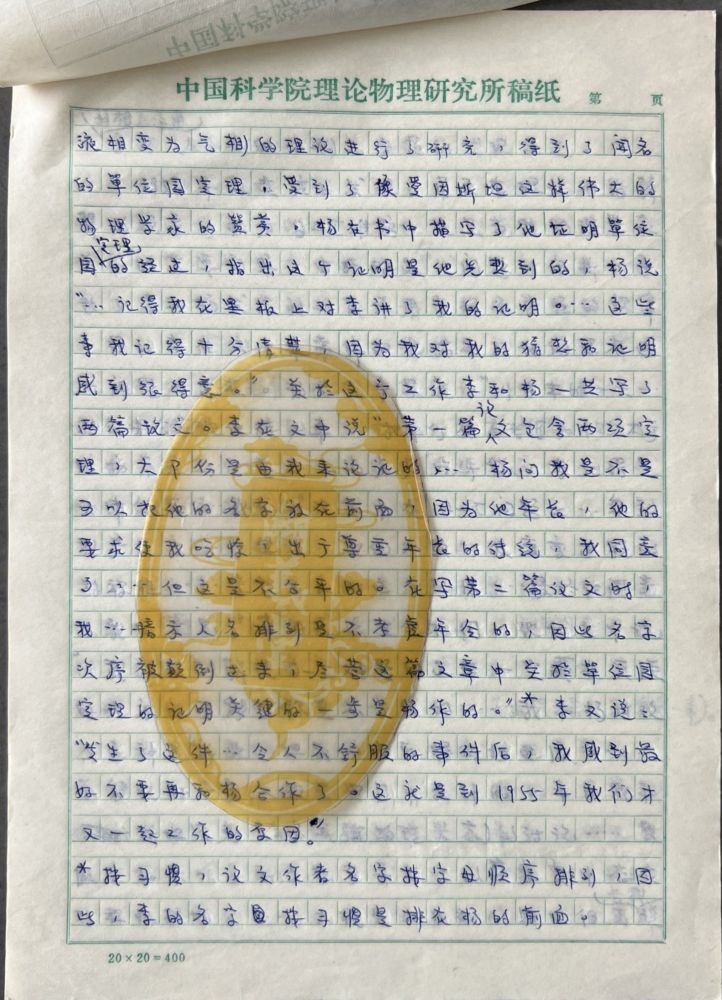 中国科学院理论物理研究所稿纸 第 页
液相变为气相)的理论进行了研究，得到了闻名
的单位圆定理，受到了像爱因斯坦这样伟大的
物理学家的赞美。杨在书中描写了他证明单位
圆定理的经过，指出这个证明是他先想到的，杨说
“…记得我在黑板上对李讲了我的证明。… 这些
事我记得十分清楚，因为我对我的猜想和证明
感到很得意。”。关於这个工作李和杨一共写了
两篇论文。李在文中说“第一篇论文包含两项定
理，大部份是由我来论证的…. 杨问我是不是
可以把他的名字放在前面，因为他年长，他的
要求使我吃惊，出于尊重年长的传统，我同意
了… 但这是不公平的。在写第二篇论文时，
我…暗示人名排列是不考虑年令的，因此名字
次序被颠倒过来，尽管这篇文章中关於单位圆
定理的证明关键的一步是杨作的。”* 李又说：
“发生了这件…令人不舒服的事件后，我感到最
好不要再和杨合作了。这就是到1955年我们才
又一起工作的原因。”
*按习惯，论文作者名字按字母顺序排列，因
此，李的名字按习惯是排在杨的前面。
20×20=400